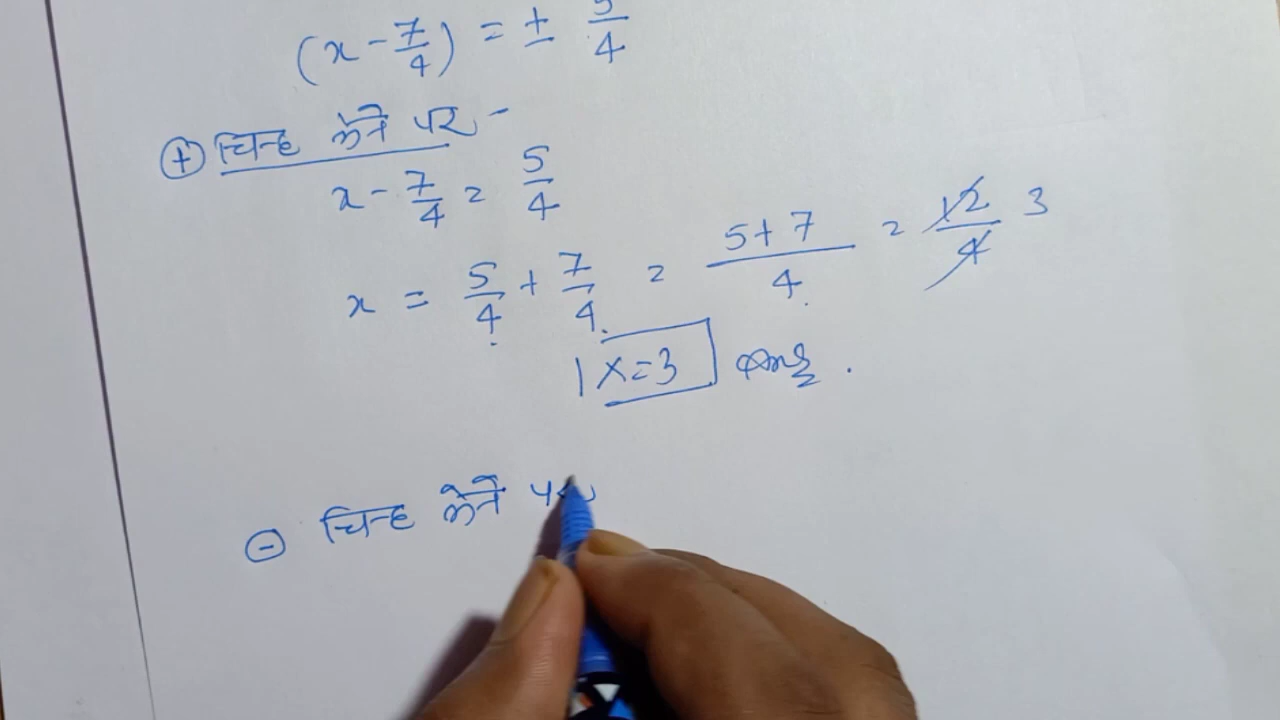 (x - 7/4) = ± 5/4
⊕ चिन्ह लेने पर -
x - 7/4 = 5/4
x = 5/4 + 7/4 = 5+7/4 = 12/4 3
x=3 Ans .
⊖ चिन्ह लेने पर